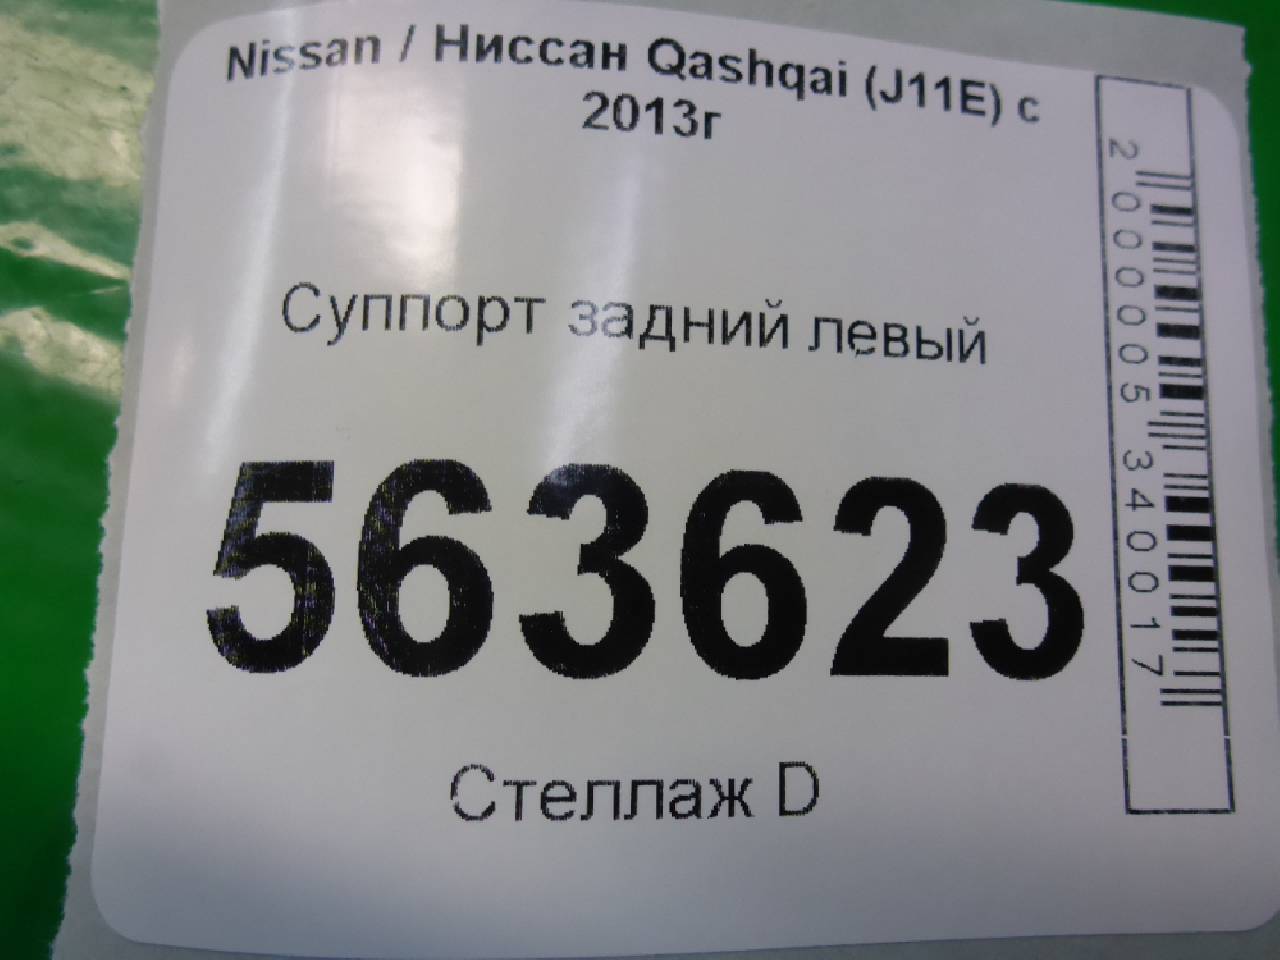 Nissan / Ниссан Qashqai (J11E) с
2013г
Суппорт задний левый
563623
Стеллаж D
2000005340017